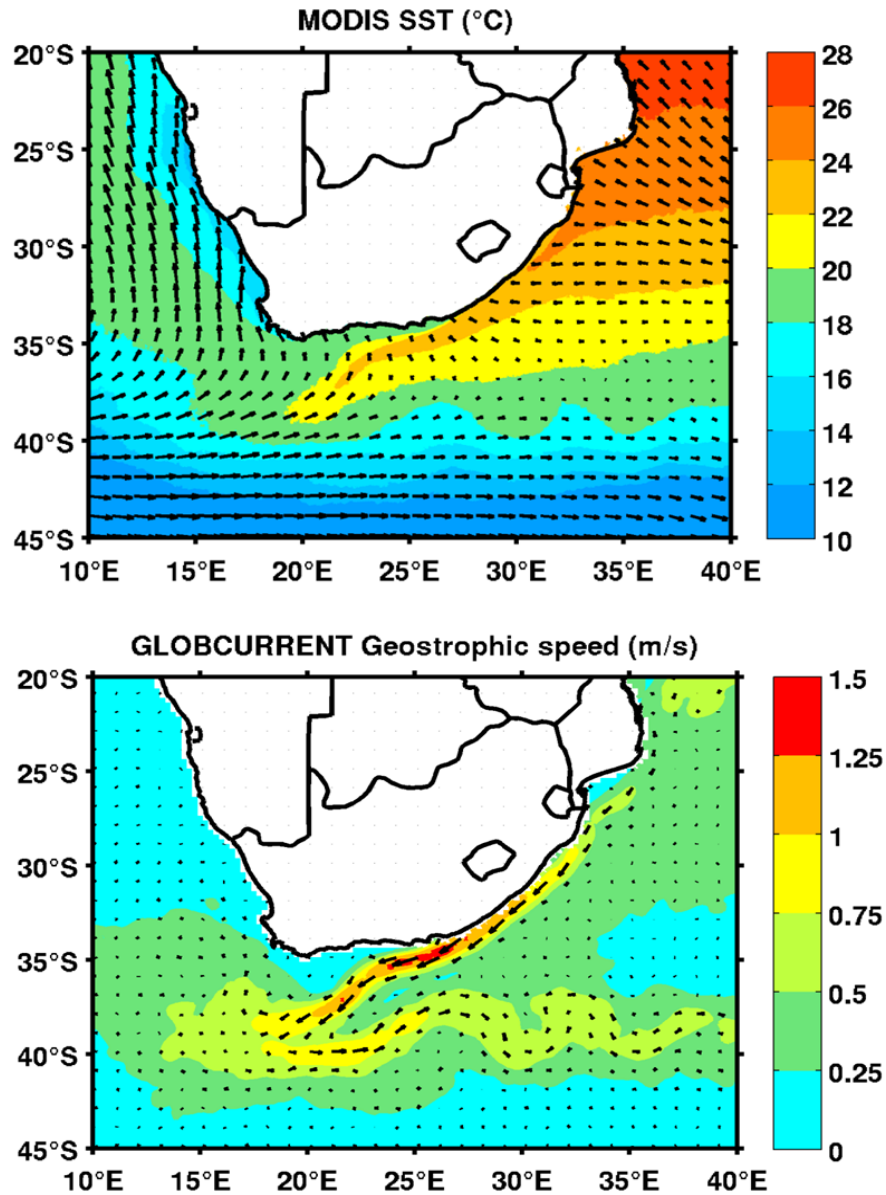 MODIS SST (°C)
20°S
25°S
30°S
35°S
40°S
45°S
10°E 15°E 20°E 25°E 30°E 35°E 40°E
28
26
24
22
20
18
16
14
12
10
GLOBCURRENT Geostrophic speed (m/s)
20°S
25°S
30°S
35°S
40°S
45°S
10°E 15°E 20°E 25°E 30°E 35°E 40°E
1.5
1.25
1
0.75
0.5
0.25
0